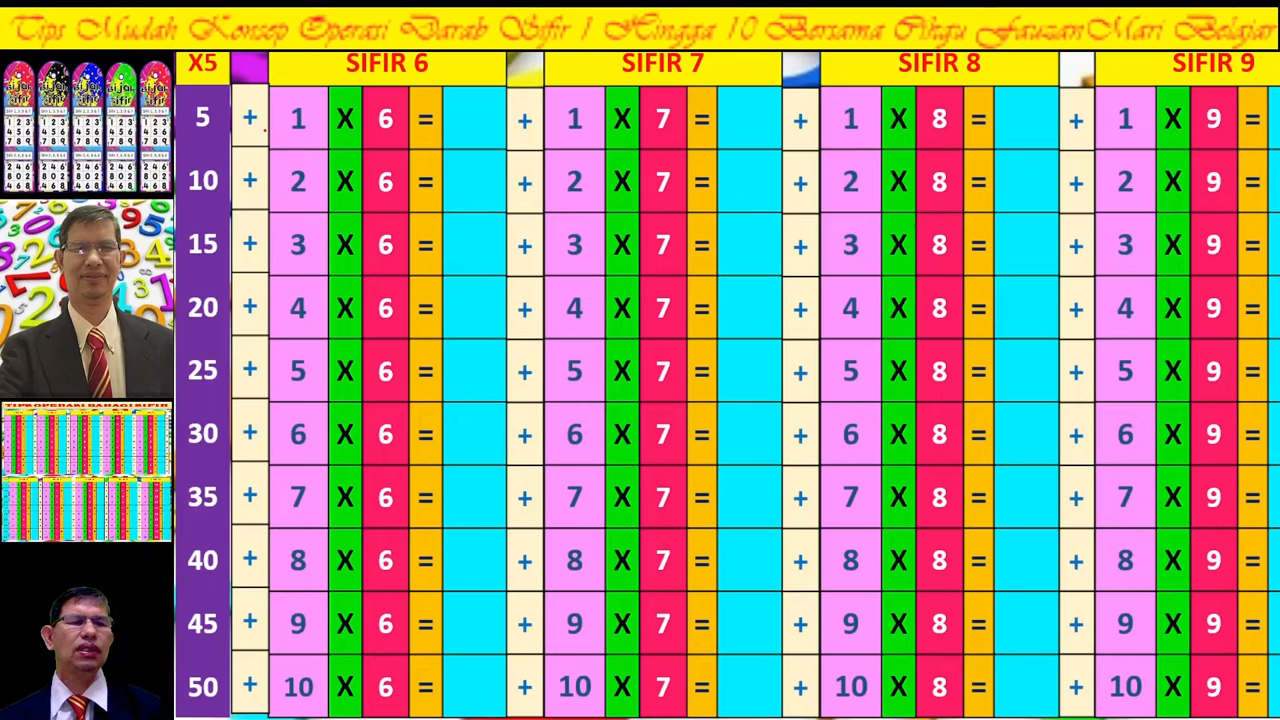 Tips Mudah Konsep Operasi Darab Sifir 1 Hingga 10 Bersama Cikgu Fauzan Mari Belajar
X5 SIFIR 6 SIFIR 7 SIFIR 8 SIFIR 9
5 + 1 X 6 = + 1 X 7 = + 1 X 8 = + 1 X 9 =
10 + 2 X 6 = + 2 X 7 = + 2 X 8 = + 2 X 9 =
15 + 3 X 6 = + 3 X 7 = + 3 X 8 = + 3 X 9 =
20 + 4 X 6 = + 4 X 7 = + 4 X 8 = + 4 X 9 =
25 + 5 X 6 = + 5 X 7 = + 5 X 8 = + 5 X 9 =
30 + 6 X 6 = + 6 X 7 = + 6 X 8 = + 6 X 9 =
35 + 7 X 6 = + 7 X 7 = + 7 X 8 = + 7 X 9 =
40 + 8 X 6 = + 8 X 7 = + 8 X 8 = + 8 X 9 =
45 + 9 X 6 = + 9 X 7 = + 9 X 8 = + 9 X 9 =
50 + 10 X 6 = + 10 X 7 = + 10 X 8 = + 10 X 9 =
TIPS OPERASI BAHAGI SIFIR